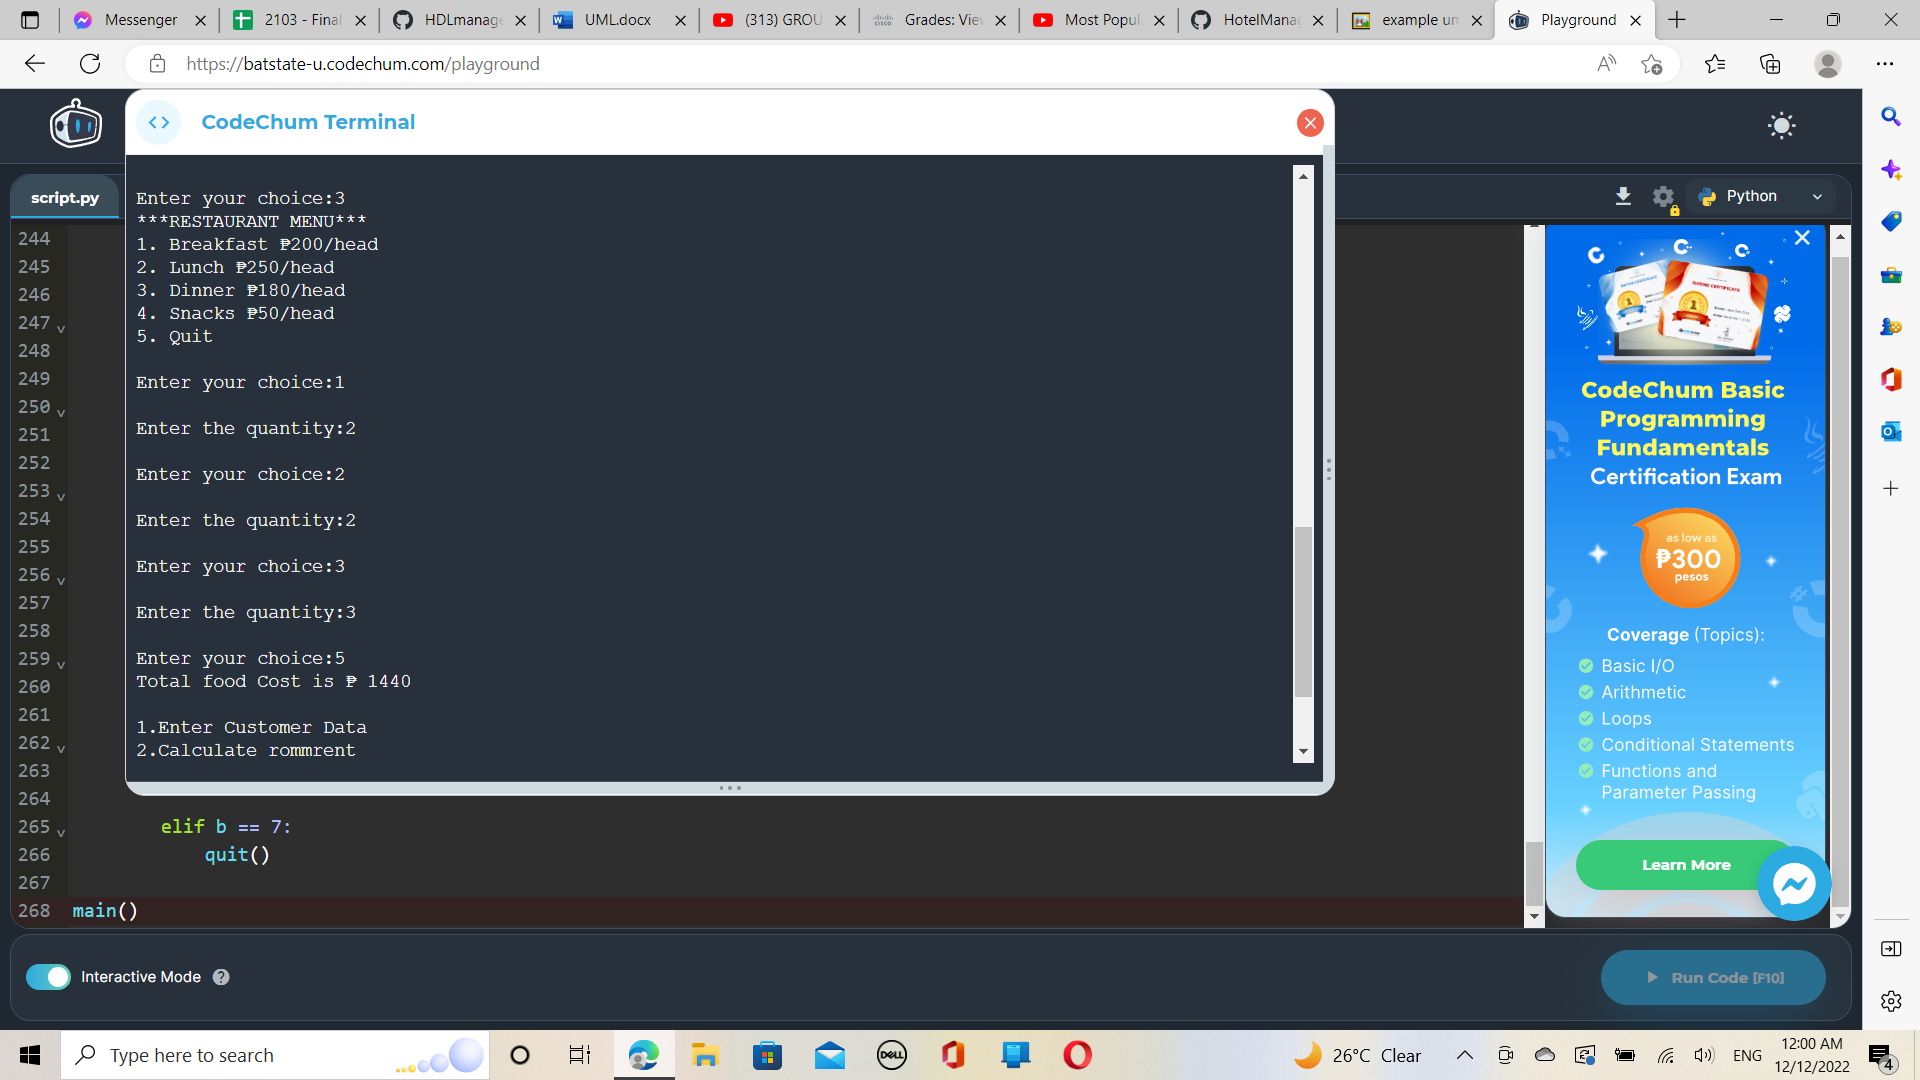 Messenger
2103 - Final
HDLmanage
UML.docx
(313) GROU
Grades: Vie
Most Popul
HotelManag
example um
Playground
https://batstate-u.codechum.com/playground
CodeChum Terminal
script.py
Python
Enter your choice:3
***RESTAURANT MENU***
1. Breakfast ₱200/head
2. Lunch ₱250/head
3. Dinner ₱180/head
4. Snacks ₱50/head
5. Quit
Enter your choice:1
Enter the quantity:2
Enter your choice:2
Enter the quantity:2
Enter your choice:3
Enter the quantity:3
Enter your choice:5
Total food Cost is ₱ 1440
1.Enter Customer Data
2.Calculate rommrent
244
245
246
247
248
249
250
251
252
253
254
255
256
257
258
259
260
261
262
263
264
265 elif b == 7:
266 quit()
267
268 main()
CodeChum Basic
Programming
Fundamentals
Certification Exam
as low as
₱300
pesos
Coverage (Topics):
Basic I/O
Arithmetic
Loops
Conditional Statements
Functions and
Parameter Passing
Learn More
Interactive Mode
Run Code [F10]
Type here to search
DELL
26°C Clear
ENG
12:00 AM
12/12/2022
4